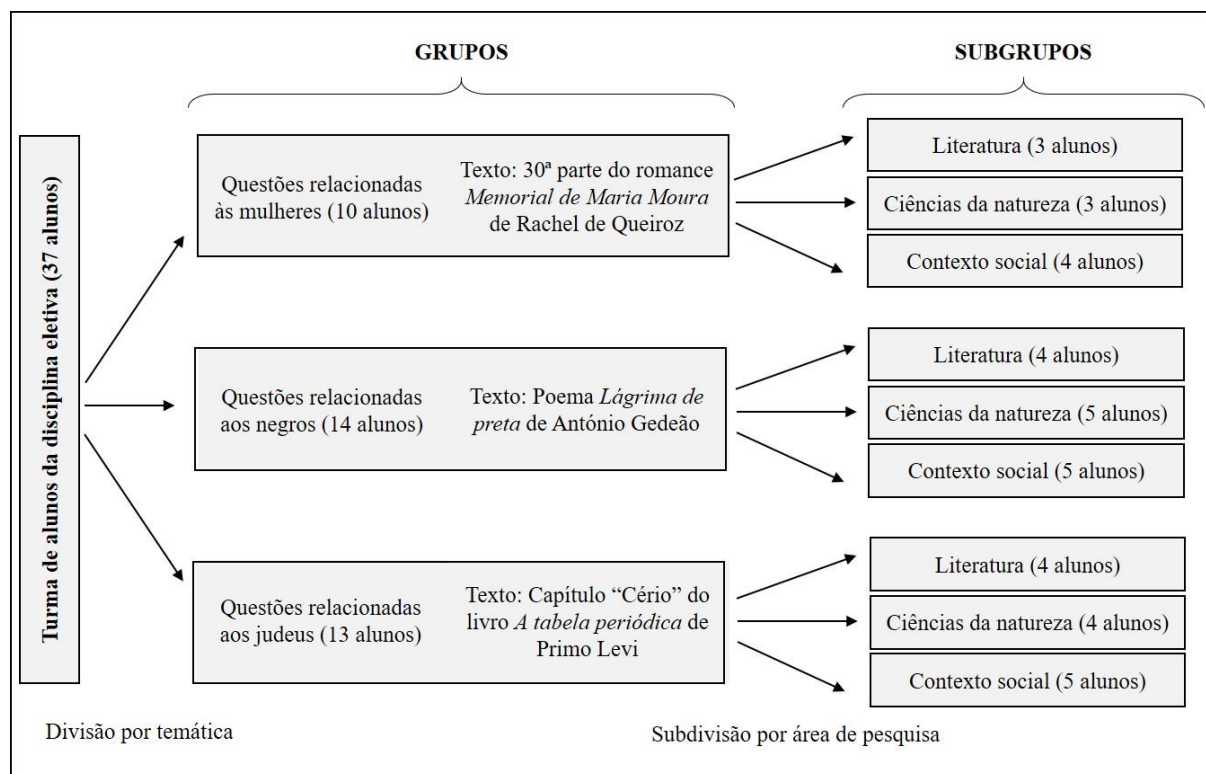 GRUPOS
SUBGRUPOS
Turma de alunos da disciplina eletiva (37 alunos)
Questões relacionadas
às mulheres (10 alunos)
Texto: 30ª parte do romance
Memorial de Maria Moura
de Rachel de Queiroz
Literatura (3 alunos)
Ciências da natureza (3 alunos)
Contexto social (4 alunos)
Questões relacionadas
aos negros (14 alunos)
Texto: Poema Lágrima de
preta de António Gedeão
Literatura (4 alunos)
Ciências da natureza (5 alunos)
Contexto social (5 alunos)
Questões relacionadas
aos judeus (13 alunos)
Texto: Capítulo “Cério” do
livro A tabela periódica de
Primo Levi
Literatura (4 alunos)
Ciências da natureza (4 alunos)
Contexto social (5 alunos)
Divisão por temática
Subdivisão por área de pesquisa